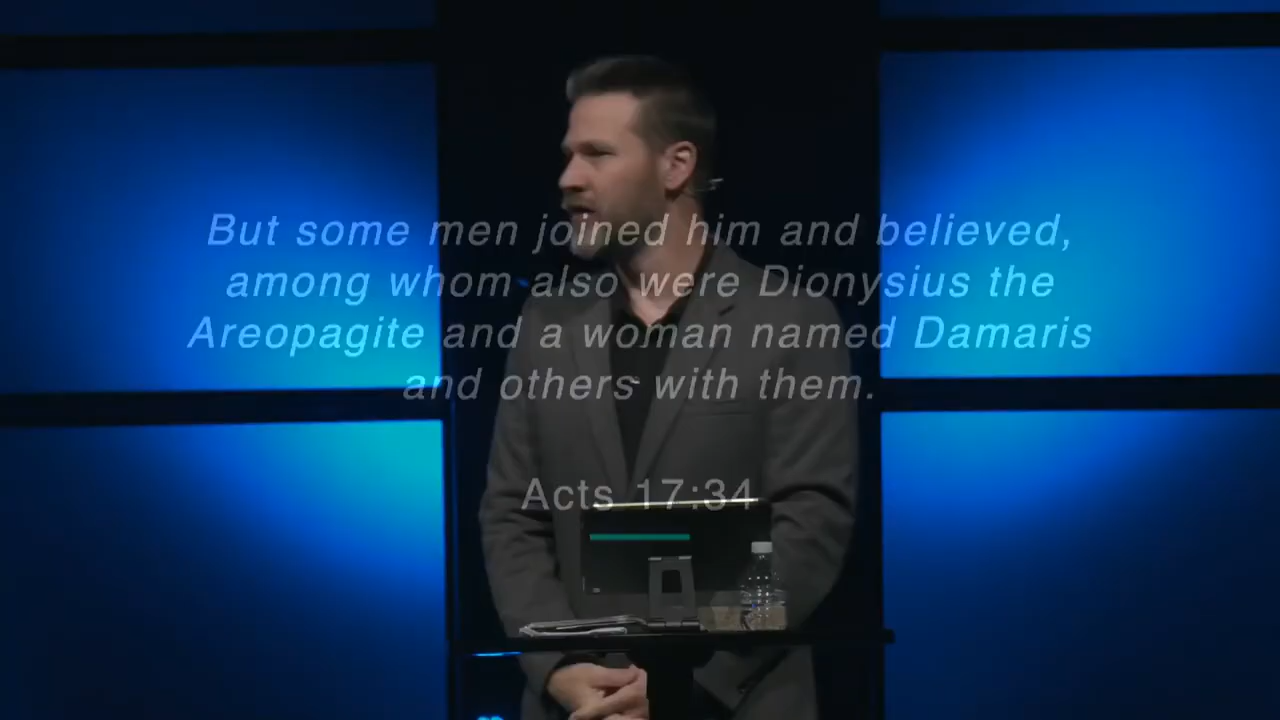 But some men joined him and believed,
among whom also were Dionysius the
Areopagite and a woman named Damaris
and others with them.
Acts 17:34